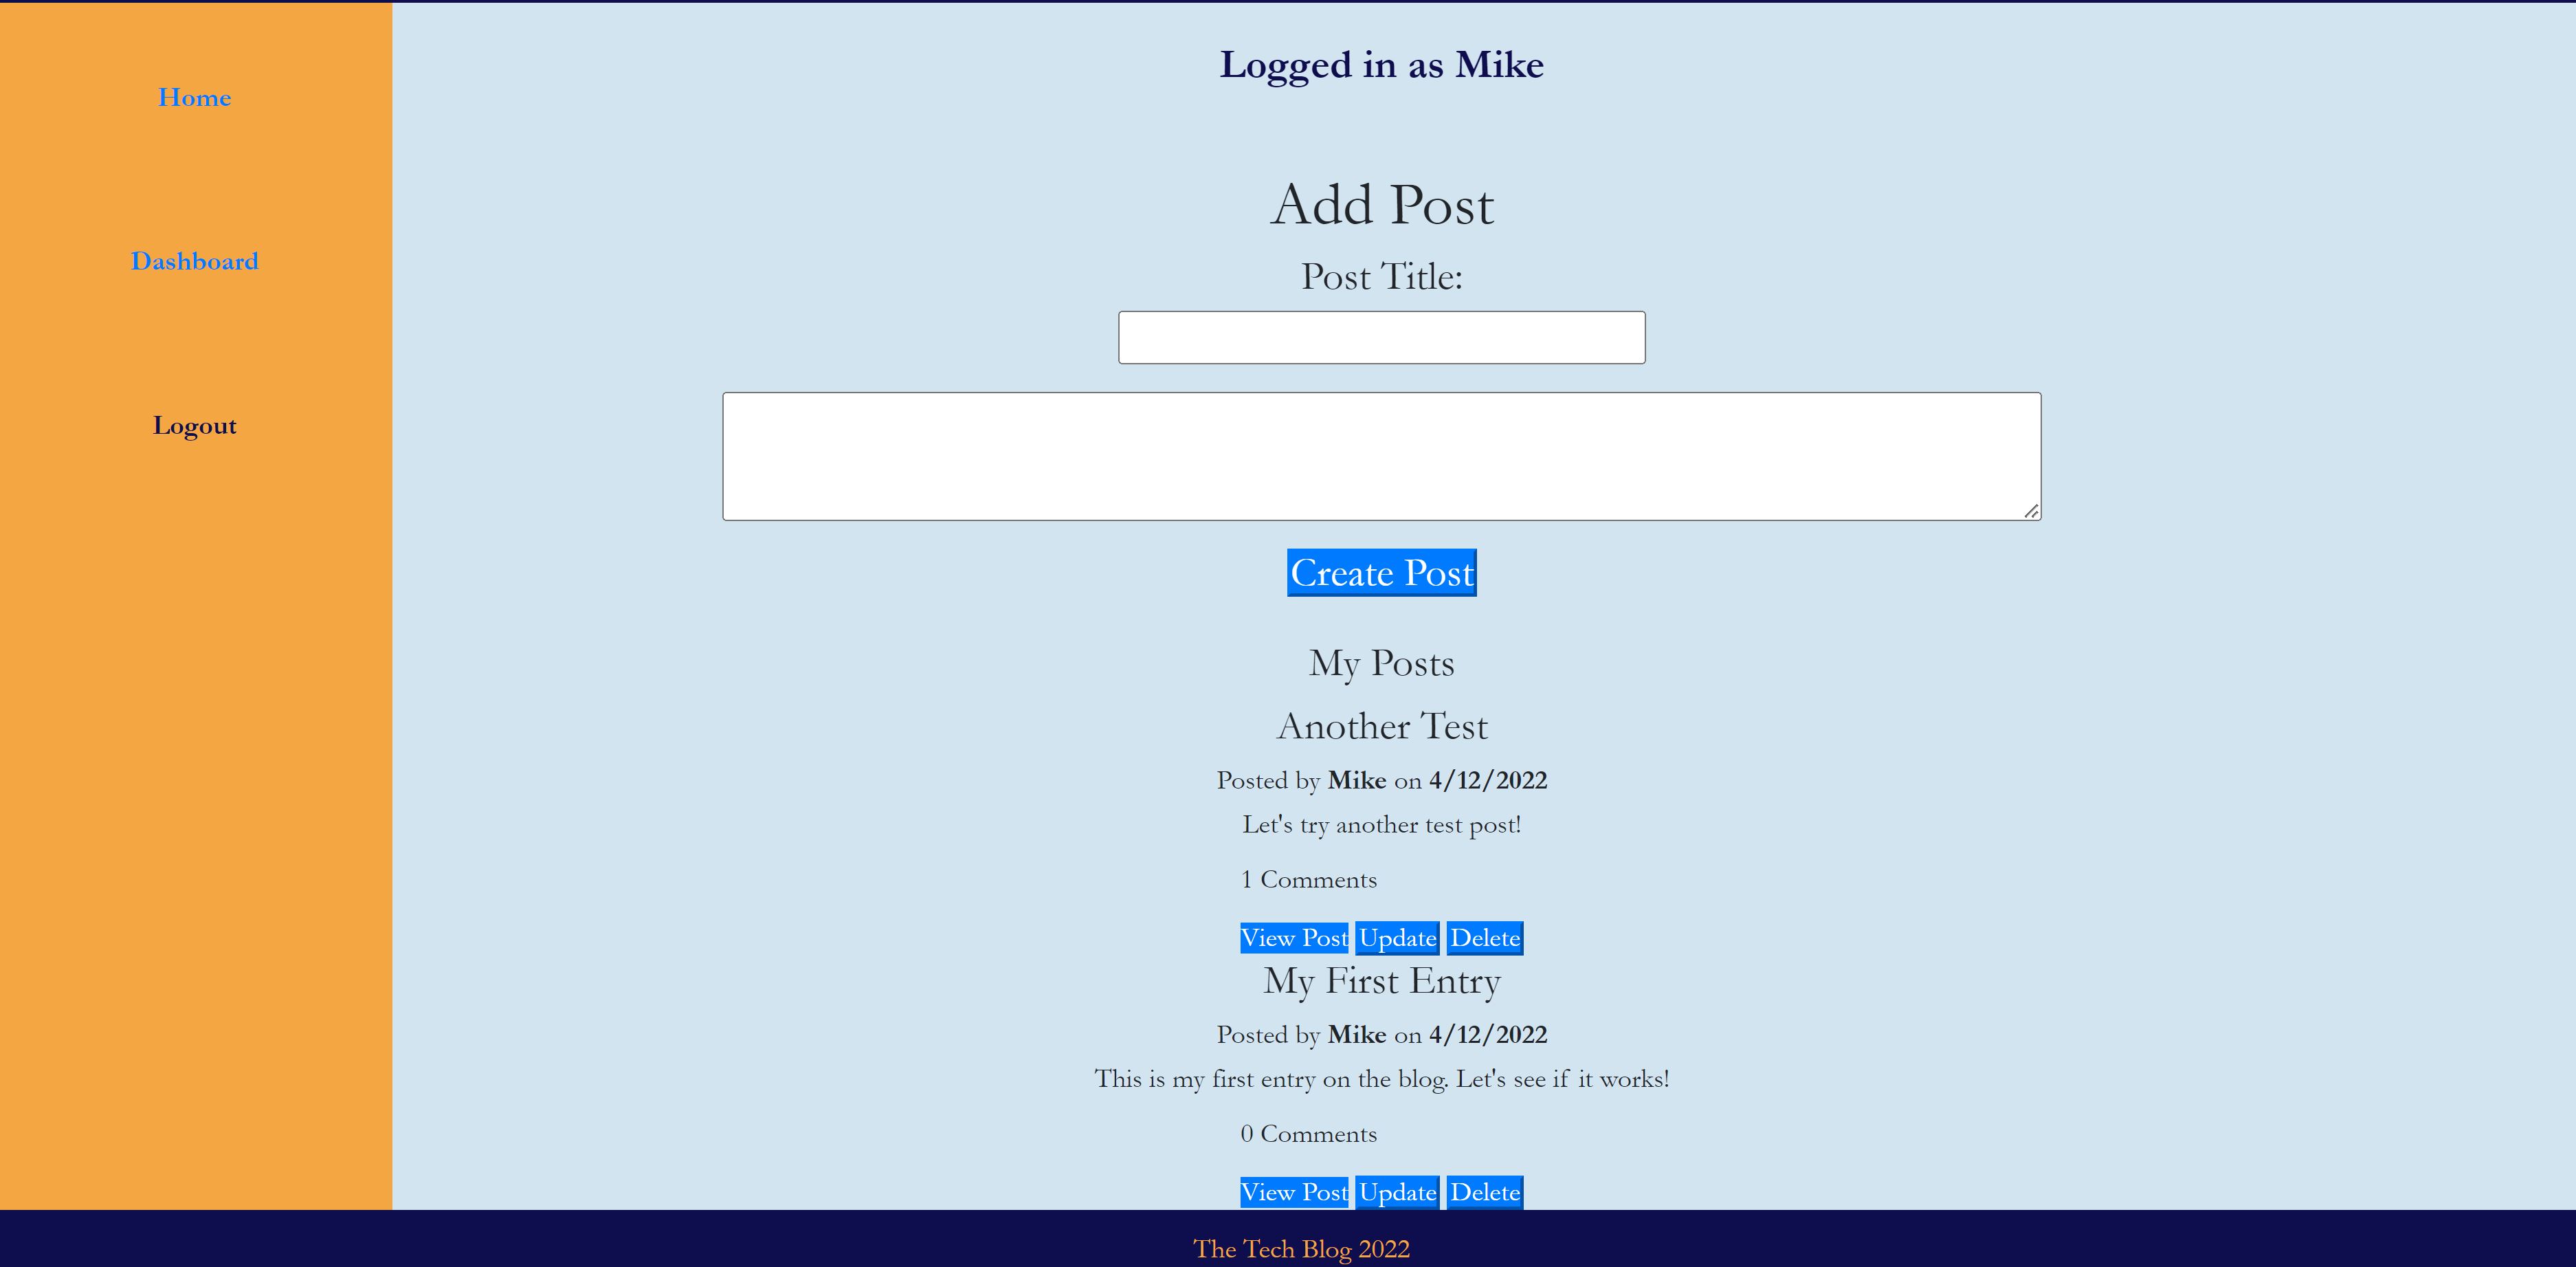 Home
Dashboard
Logout
Logged in as Mike
Add Post
Post Title:
Create Post
My Posts
Another Test
Posted by Mike on 4/12/2022
Let's try another test post!
1 Comments
View Post Update Delete
My First Entry
Posted by Mike on 4/12/2022
This is my first entry on the blog. Let's see if it works!
0 Comments
View Post Update Delete
The Tech Blog 2022